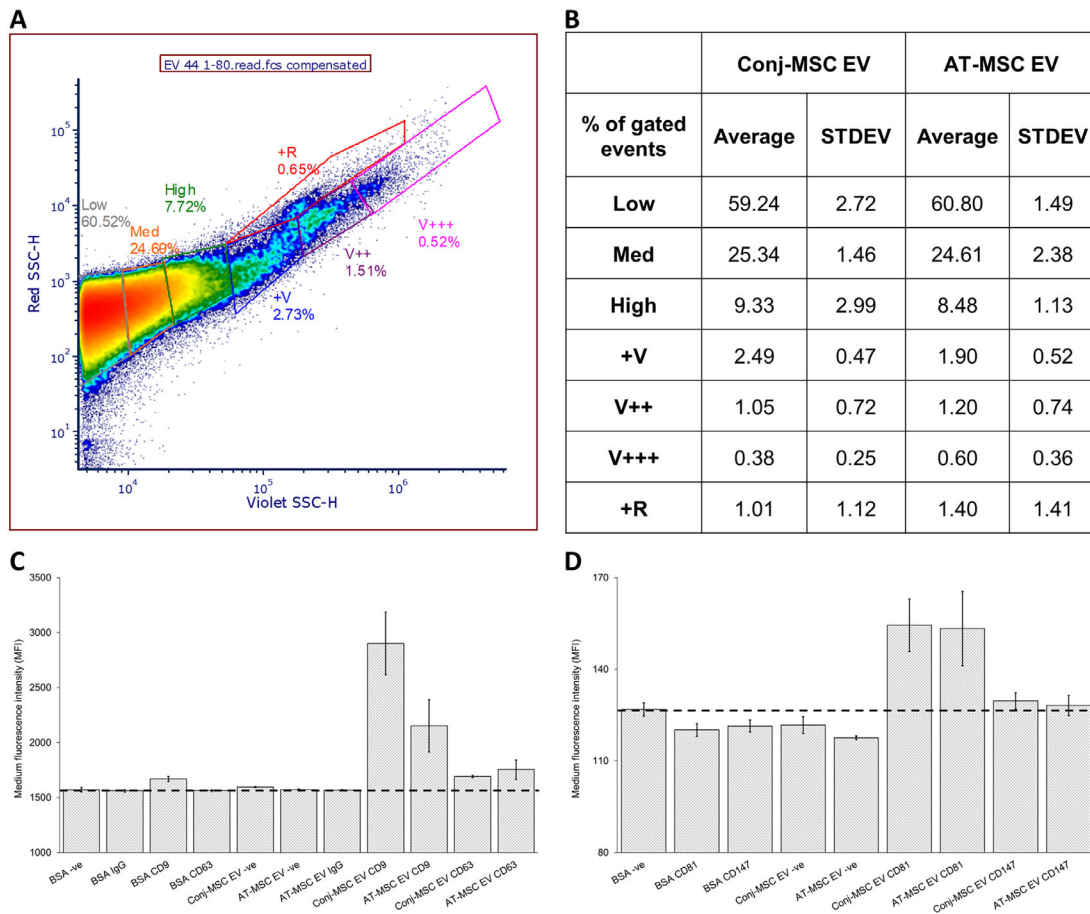 A
EV 44 1-80.read.fcs compensated
Red SSC-H
10^5
10^4
10^3
10^2
10^1
+R
0.65%
High
7.72%
Low
60.52%
Med
24.69%
V+++
0.52%
V++
1.51%
+V
2.73%
10^4 10^5 10^6
Violet SSC-H
B
Conj-MSC EV AT-MSC EV
% of gated events Average STDEV Average STDEV
Low 59.24 2.72 60.80 1.49
Med 25.34 1.46 24.61 2.38
High 9.33 2.99 8.48 1.13
+V 2.49 0.47 1.90 0.52
V++ 1.05 0.72 1.20 0.74
V+++ 0.38 0.25 0.60 0.36
+R 1.01 1.12 1.40 1.41
C
Medium fluorescence intensity (MFI)
3500
3000
2500
2000
1500
1000
BSA -ve
BSA IgG
BSA CD9
BSA CD63
Conj-MSC EV -ve
AT-MSC EV -ve
AT-MSC EV IgG
Conj-MSC EV CD9
AT-MSC EV CD9
Conj-MSC EV CD63
AT-MSC EV CD63
D
Medium fluorescence intensity (MFI)
170
140
110
80
BSA -ve
BSA CD81
BSA CD147
Conj-MSC EV -ve
AT-MSC EV -ve
Conj-MSC EV CD81
AT-MSC EV CD81
Conj-MSC EV CD147
AT-MSC EV CD147